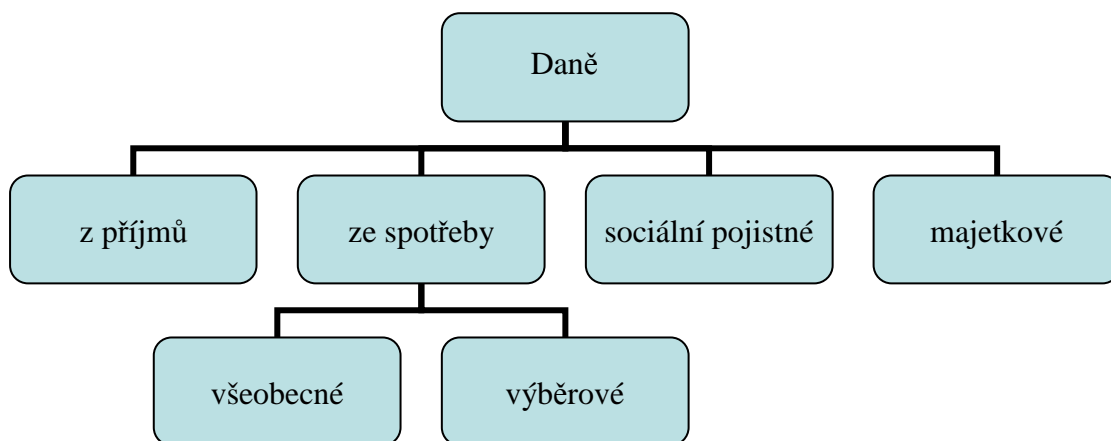 Daně
z příjmů
ze spotřeby
sociální pojistné
majetkové
všeobecné
výběrové